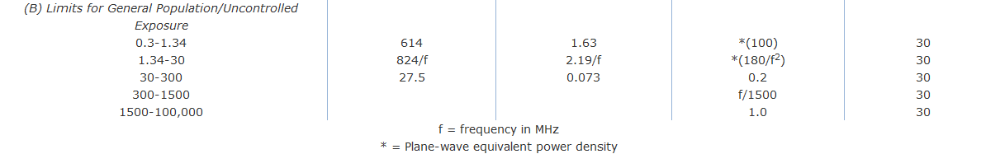 (B) Limits for General Population/Uncontrolled
Exposure
0.3-1.34 614 1.63 *(100) 30
1.34-30 824/f 2.19/f *(180/f²) 30
30-300 27.5 0.073 0.2 30
300-1500 f/1500 30
1500-100,000 1.0 30
f = frequency in MHz
* = Plane-wave equivalent power density